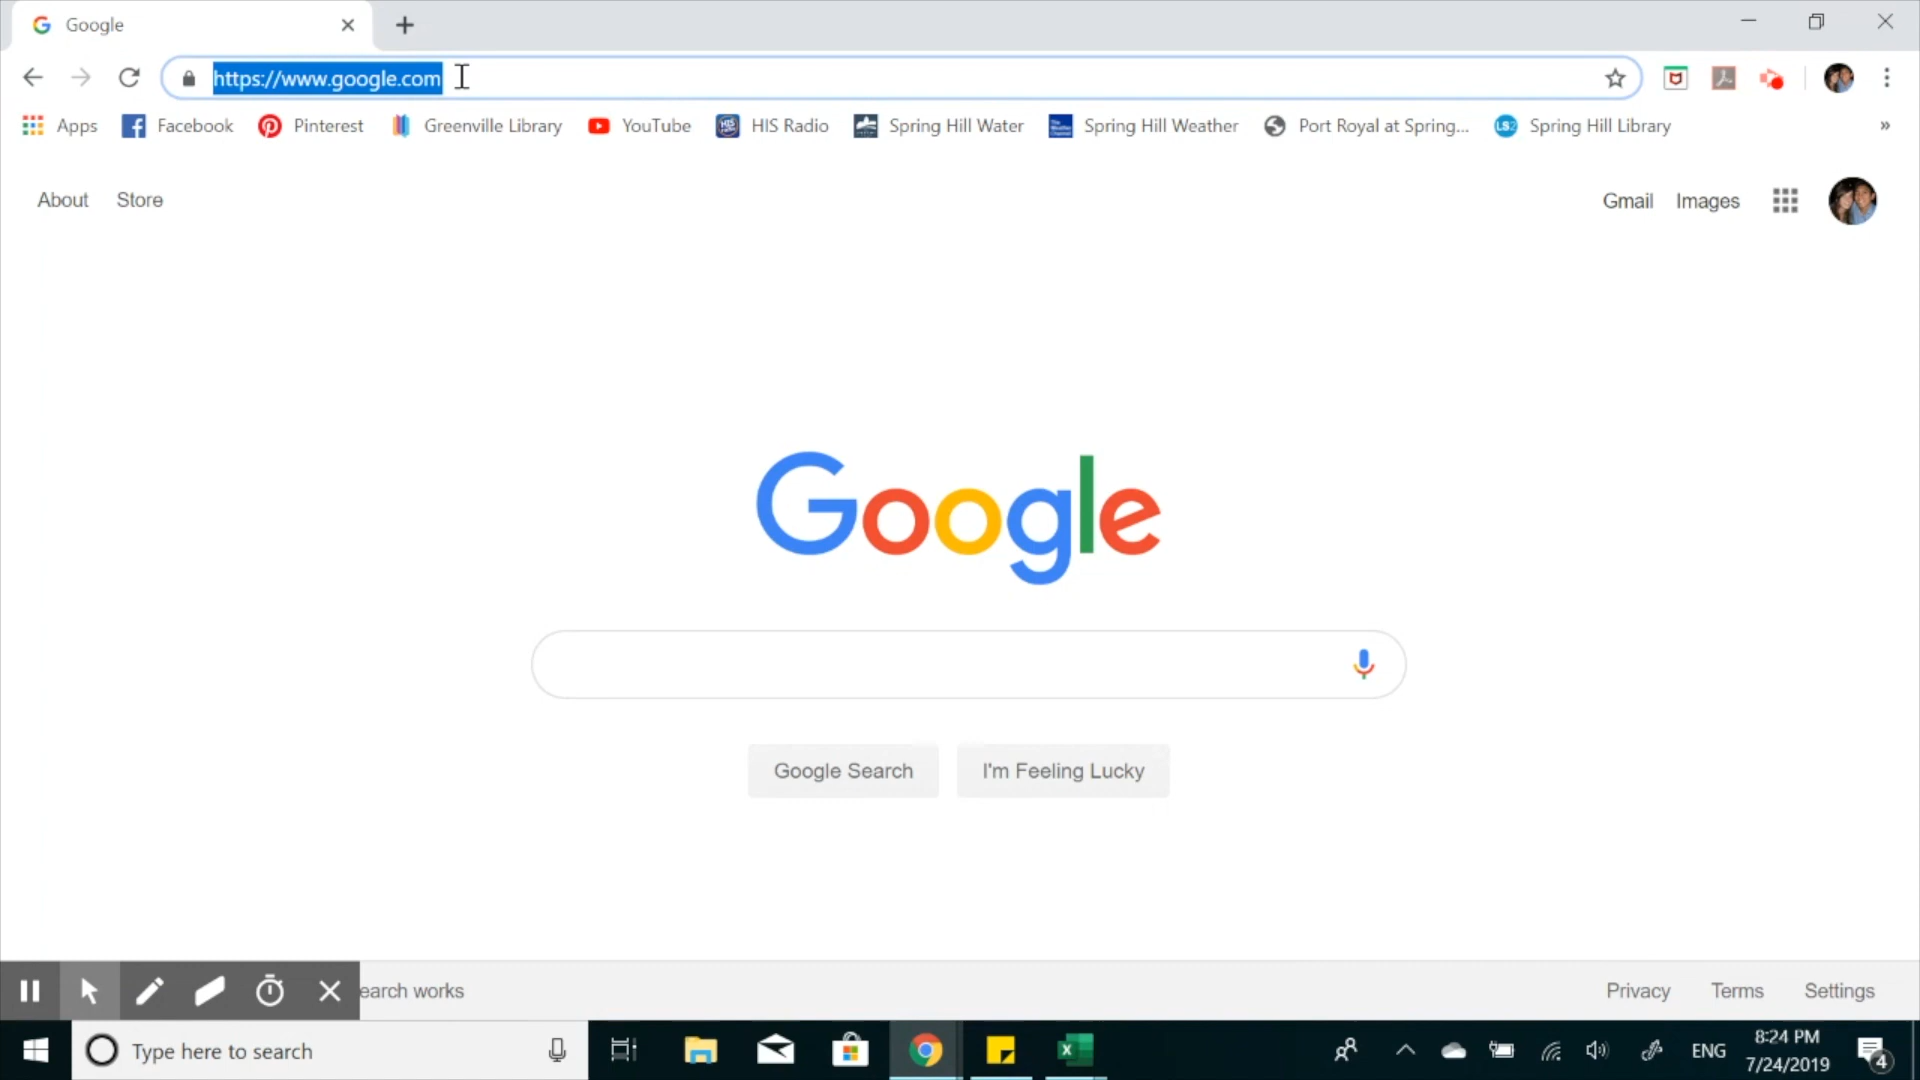 Google
https://www.google.com
Apps Facebook Pinterest Greenville Library YouTube HIS Radio Spring Hill Water Spring Hill Weather Port Royal at Spring... LS2 Spring Hill Library »
About Store Gmail Images
Google
Google Search I'm Feeling Lucky
earch works Privacy Terms Settings
Type here to search ENG 8:24 PM
7/24/2019 4